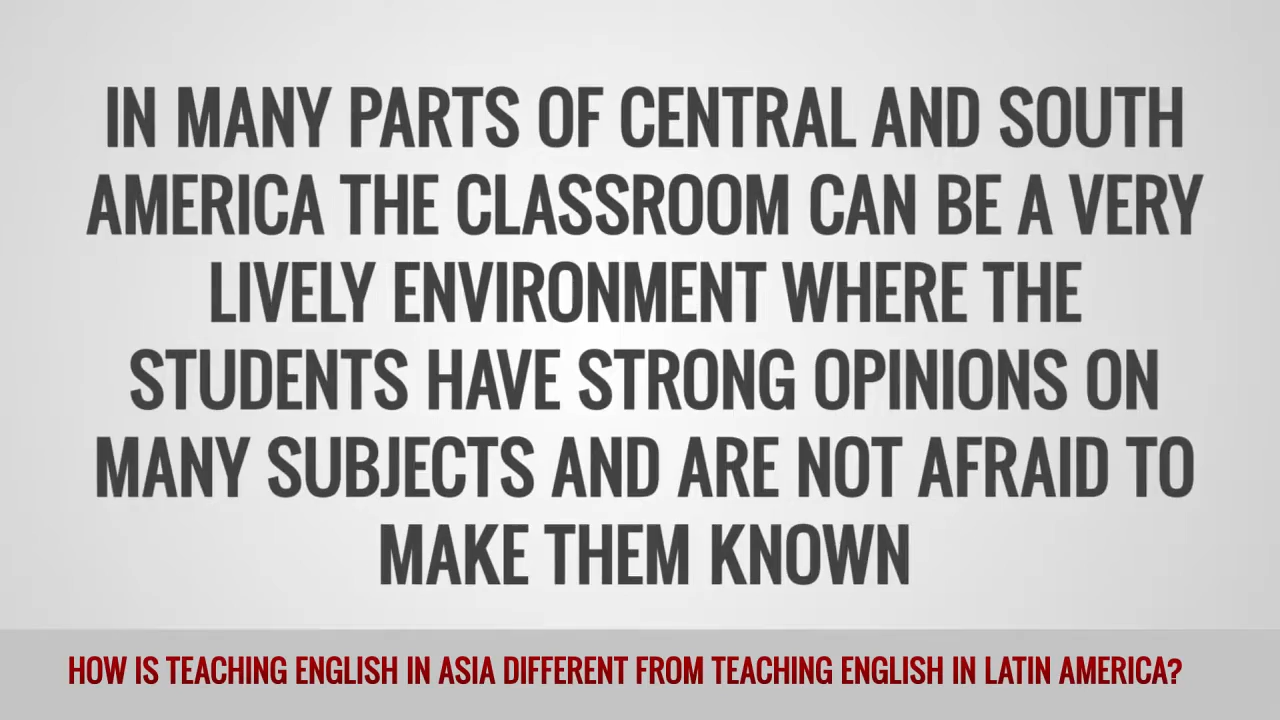 IN MANY PARTS OF CENTRAL AND SOUTH
AMERICA THE CLASSROOM CAN BE A VERY
LIVELY ENVIRONMENT WHERE THE
STUDENTS HAVE STRONG OPINIONS ON
MANY SUBJECTS AND ARE NOT AFRAID TO
MAKE THEM KNOWN
HOW IS TEACHING ENGLISH IN ASIA DIFFERENT FROM TEACHING ENGLISH IN LATIN AMERICA?